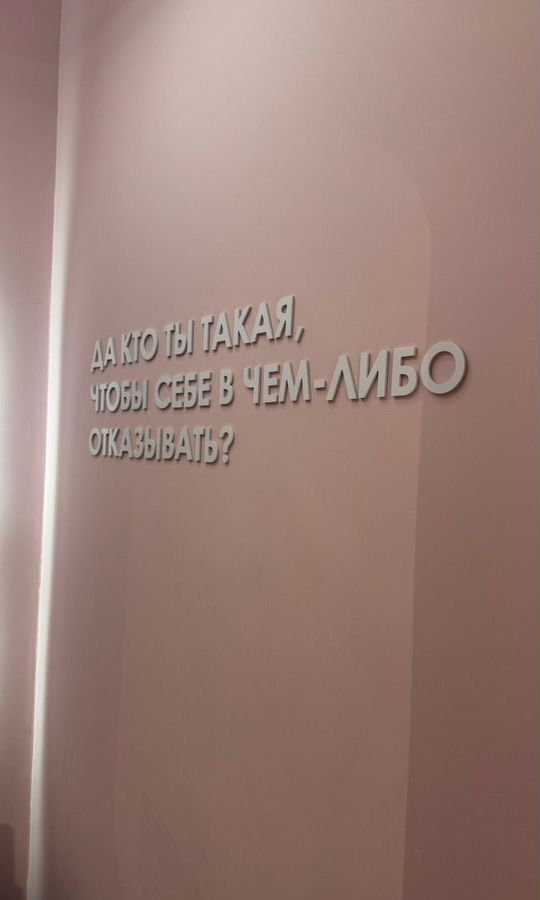 ДА КТО ТЫ ТАКАЯ,
ЧТОБЫ СЕБЕ В ЧЕМ-ЛИБО
ОТКАЗЫВАТЬ?